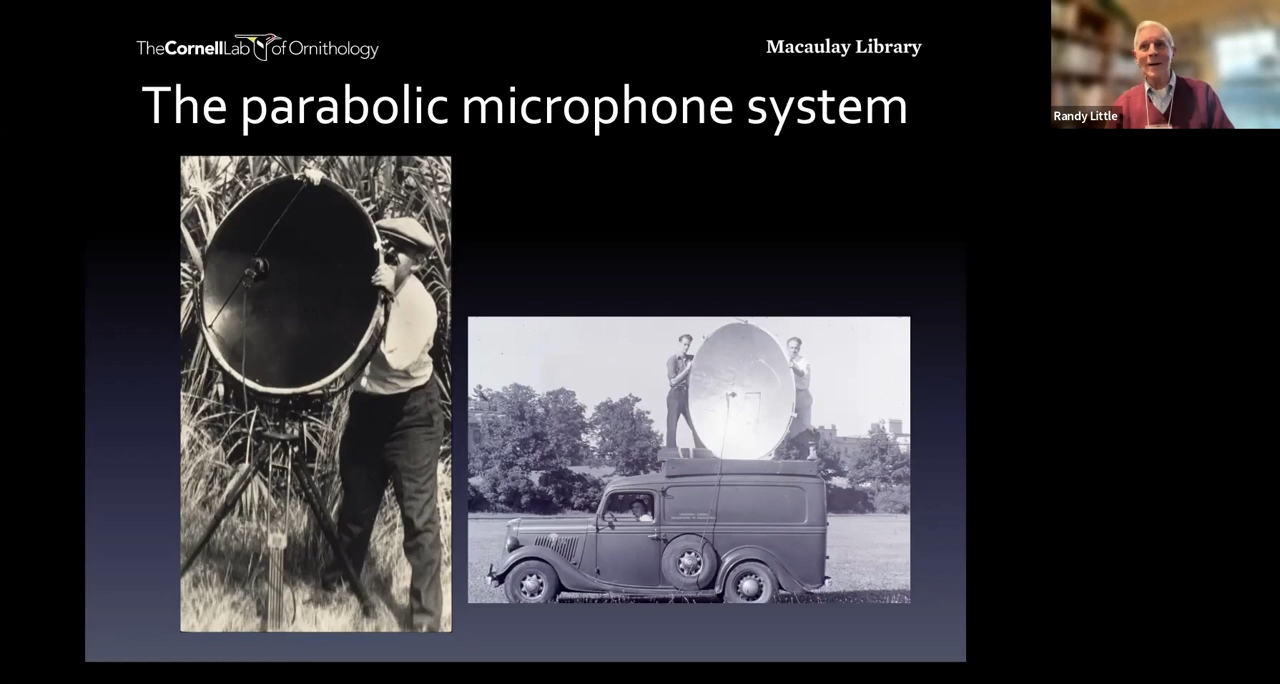 TheCornellLab of Ornithology
Macaulay Library
The parabolic microphone system
Randy Little